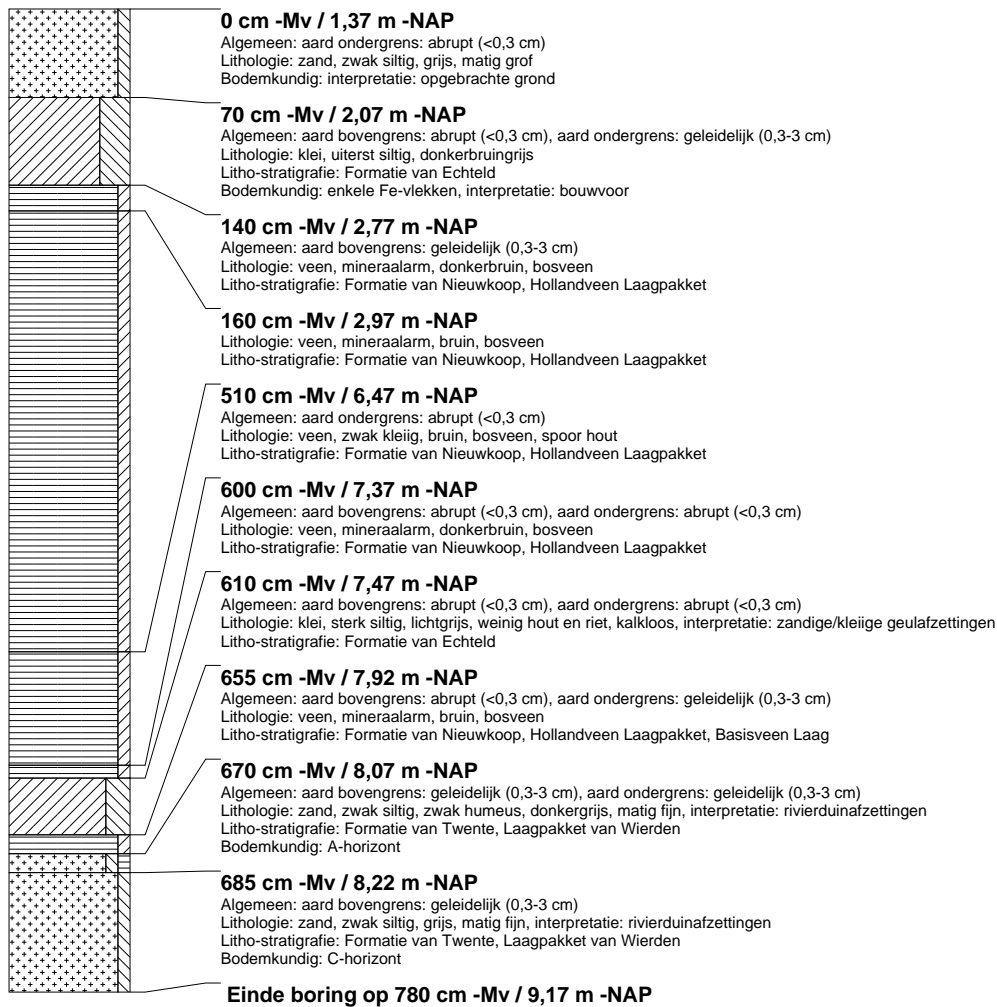 0 cm -Mv / 1,37 m -NAP
Algemeen: aard ondergrens: abrupt (<0,3 cm)
Lithologie: zand, zwak siltig, grijs, matig grof
Bodemkundig: interpretatie: opgebrachte grond
70 cm -Mv / 2,07 m -NAP
Algemeen: aard bovengrens: abrupt (<0,3 cm), aard ondergrens: geleidelijk (0,3-3 cm)
Lithologie: klei, uiterst siltig, donkerbruingrijs
Litho-stratigrafie: Formatie van Echteld
Bodemkundig: enkele Fe-vlekken, interpretatie: bouwvoor
140 cm -Mv / 2,77 m -NAP
Algemeen: aard bovengrens: geleidelijk (0,3-3 cm)
Lithologie: veen, mineraalarm, donkerbruin, bosveen
Litho-stratigrafie: Formatie van Nieuwkoop, Hollandveen Laagpakket
160 cm -Mv / 2,97 m -NAP
Lithologie: veen, mineraalarm, bruin, bosveen
Litho-stratigrafie: Formatie van Nieuwkoop, Hollandveen Laagpakket
510 cm -Mv / 6,47 m -NAP
Algemeen: aard ondergrens: abrupt (<0,3 cm)
Lithologie: veen, zwak kleiig, bruin, bosveen, spoor hout
Litho-stratigrafie: Formatie van Nieuwkoop, Hollandveen Laagpakket
600 cm -Mv / 7,37 m -NAP
Algemeen: aard bovengrens: abrupt (<0,3 cm), aard ondergrens: abrupt (<0,3 cm)
Lithologie: veen, mineraalarm, donkerbruin, bosveen
Litho-stratigrafie: Formatie van Nieuwkoop, Hollandveen Laagpakket
610 cm -Mv / 7,47 m -NAP
Algemeen: aard bovengrens: abrupt (<0,3 cm), aard ondergrens: abrupt (<0,3 cm)
Lithologie: klei, sterk siltig, lichtgrijs, weinig hout en riet, kalkloos, interpretatie: zandige/kleiige geulafzettingen
Litho-stratigrafie: Formatie van Echteld
655 cm -Mv / 7,92 m -NAP
Algemeen: aard bovengrens: abrupt (<0,3 cm), aard ondergrens: geleidelijk (0,3-3 cm)
Lithologie: veen, mineraalarm, bruin, bosveen
Litho-stratigrafie: Formatie van Nieuwkoop, Hollandveen Laagpakket, Basisveen Laag
670 cm -Mv / 8,07 m -NAP
Algemeen: aard bovengrens: geleidelijk (0,3-3 cm), aard ondergrens: geleidelijk (0,3-3 cm)
Lithologie: zand, zwak siltig, zwak humeus, donkergrijs, matig fijn, interpretatie: rivierduinafzettingen
Litho-stratigrafie: Formatie van Twente, Laagpakket van Wierden
Bodemkundig: A-horizont
685 cm -Mv / 8,22 m -NAP
Algemeen: aard bovengrens: geleidelijk (0,3-3 cm)
Lithologie: zand, zwak siltig, grijs, matig fijn, interpretatie: rivierduinafzettingen
Litho-stratigrafie: Formatie van Twente, Laagpakket van Wierden
Bodemkundig: C-horizont
Einde boring op 780 cm -Mv / 9,17 m -NAP